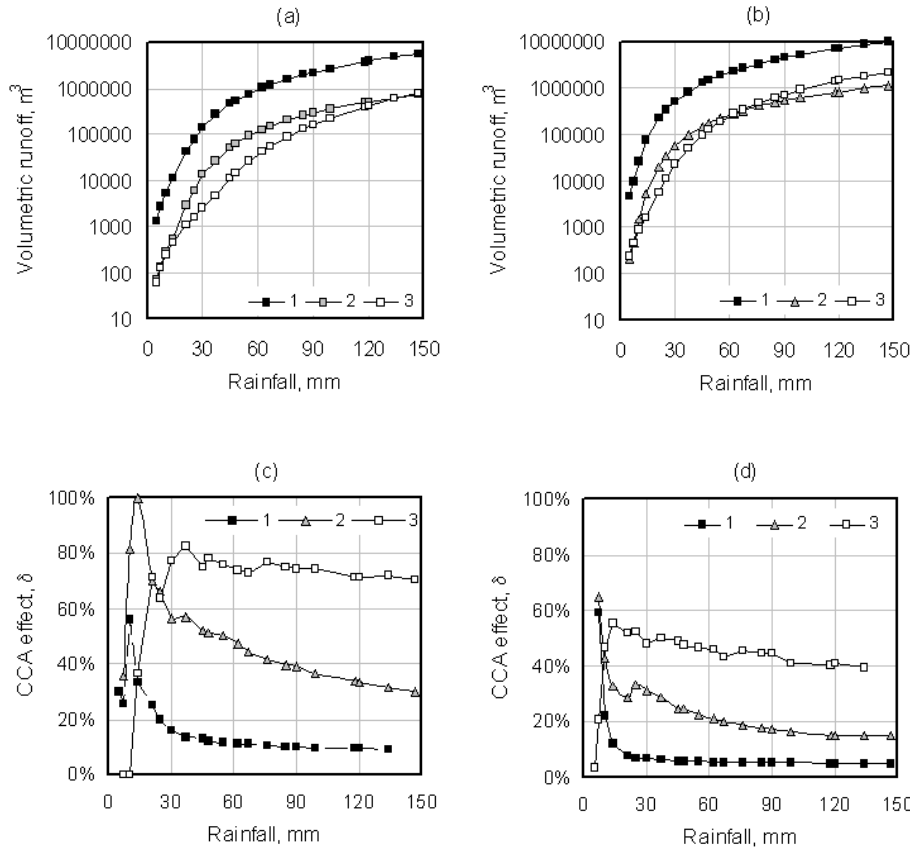 (a)
Volumetric runoff, m³
10000000
1000000
100000
10000
1000
100
10
1 2 3
0 30 60 90 120 150
Rainfall, mm
(b)
Volumetric runoff, m³
10000000
1000000
100000
10000
1000
100
10
1 2 3
0 30 60 90 120 150
Rainfall, mm
(c)
CCA effect, δ
100%
80%
60%
40%
20%
0%
1 2 3
0 30 60 90 120 150
Rainfall, mm
(d)
CCA effect, δ
100%
80%
60%
40%
20%
0%
1 2 3
0 30 60 90 120 150
Rainfall, mm